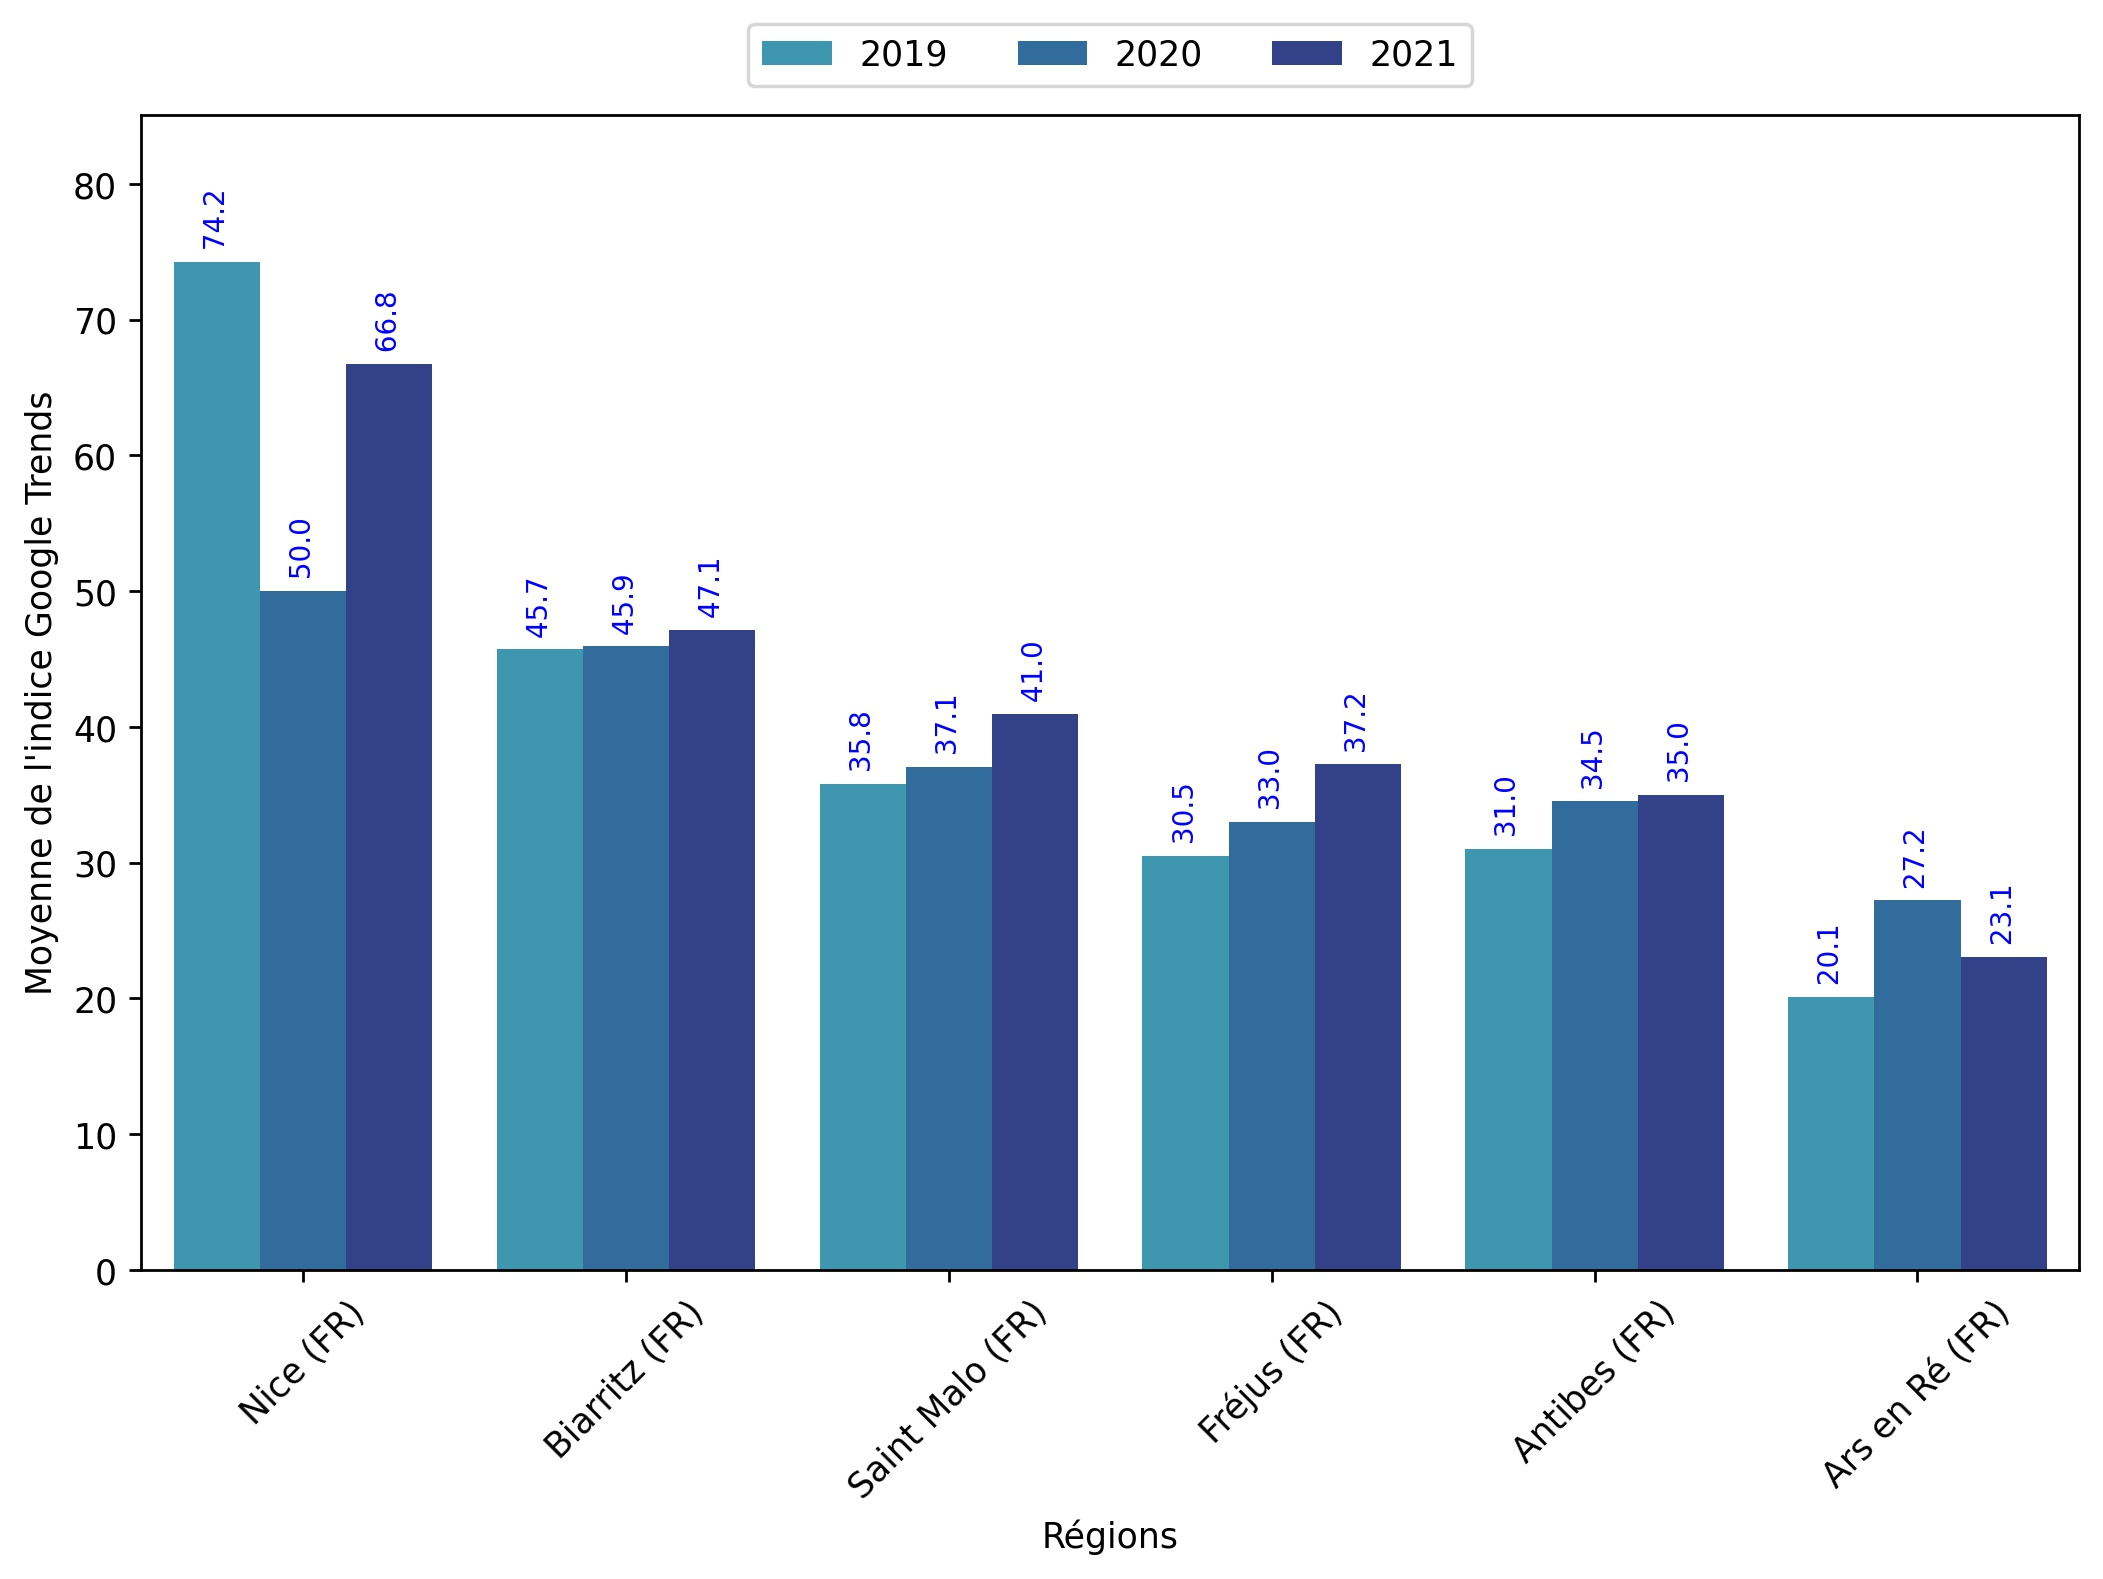 2019 2020 2021
Moyenne de l'indice Google Trends
80
70
60
50
40
30
20
10
0
74.2 50.0 66.8
45.7 45.9 47.1
35.8 37.1 41.0
30.5 33.0 37.2
31.0 34.5 35.0
20.1 27.2 23.1
Nice (FR)
Biarritz (FR)
Saint Malo (FR)
Fréjus (FR)
Antibes (FR)
Ars en Ré (FR)
Régions